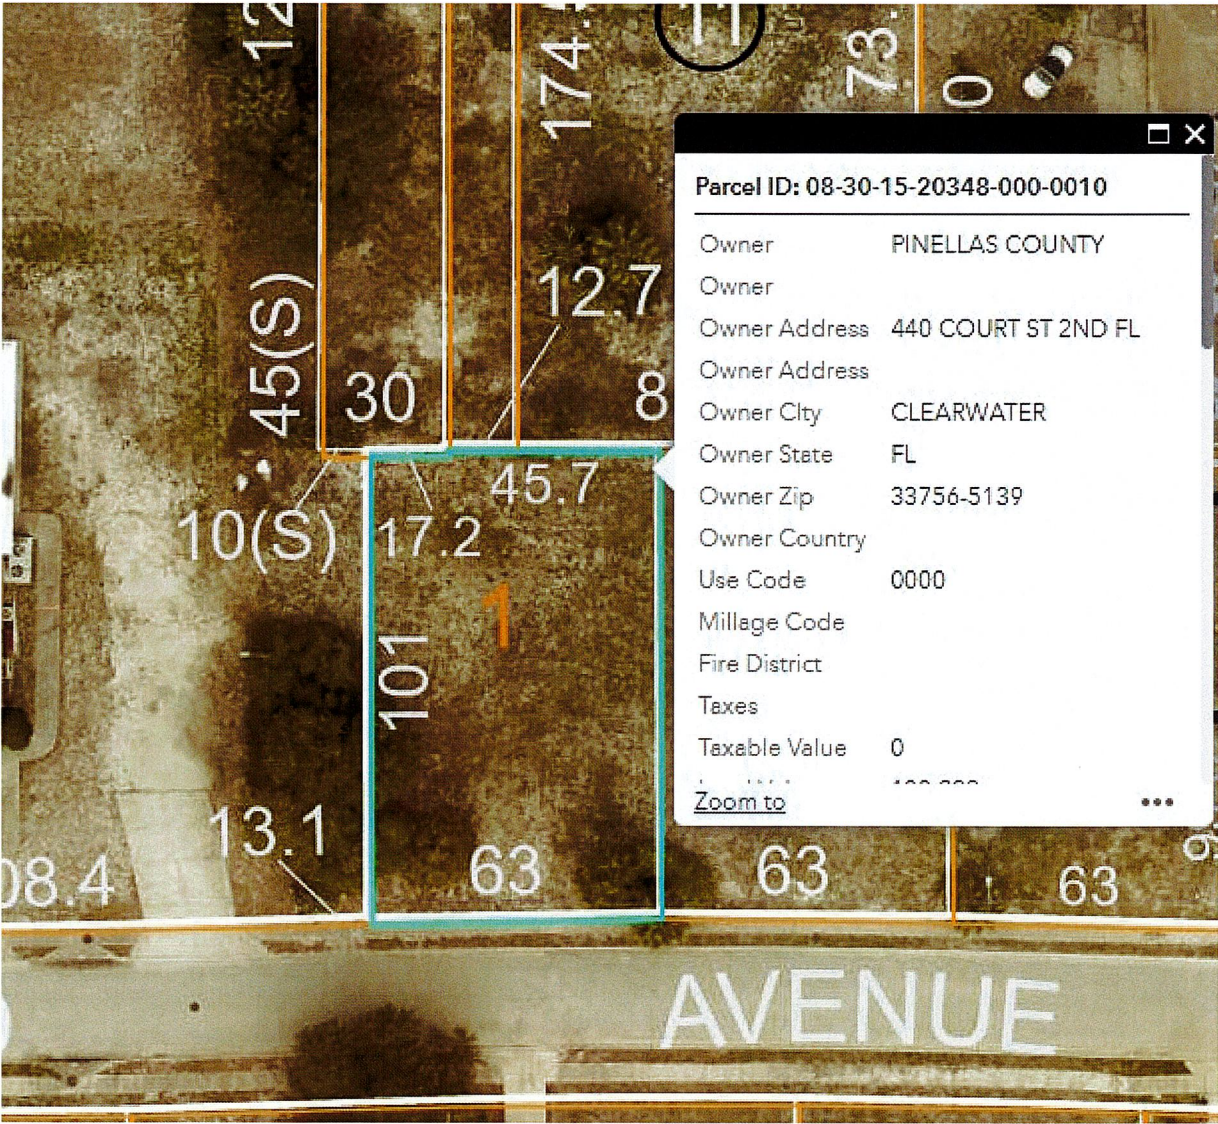 12
174.
73.
0
Parcel ID: 08-30-15-20348-000-0010
Owner PINELLAS COUNTY
Owner
Owner Address 440 COURT ST 2ND FL
Owner Address
Owner City CLEARWATER
Owner State FL
Owner Zip 33756-5139
Owner Country
Use Code 0000
Millage Code
Fire District
Taxes
Taxable Value 0
Zoom to
45(S)
12.7
30
8
45.7
10(S)
17.2
1
101
13.1
08.4
63
63
63
AVENUE